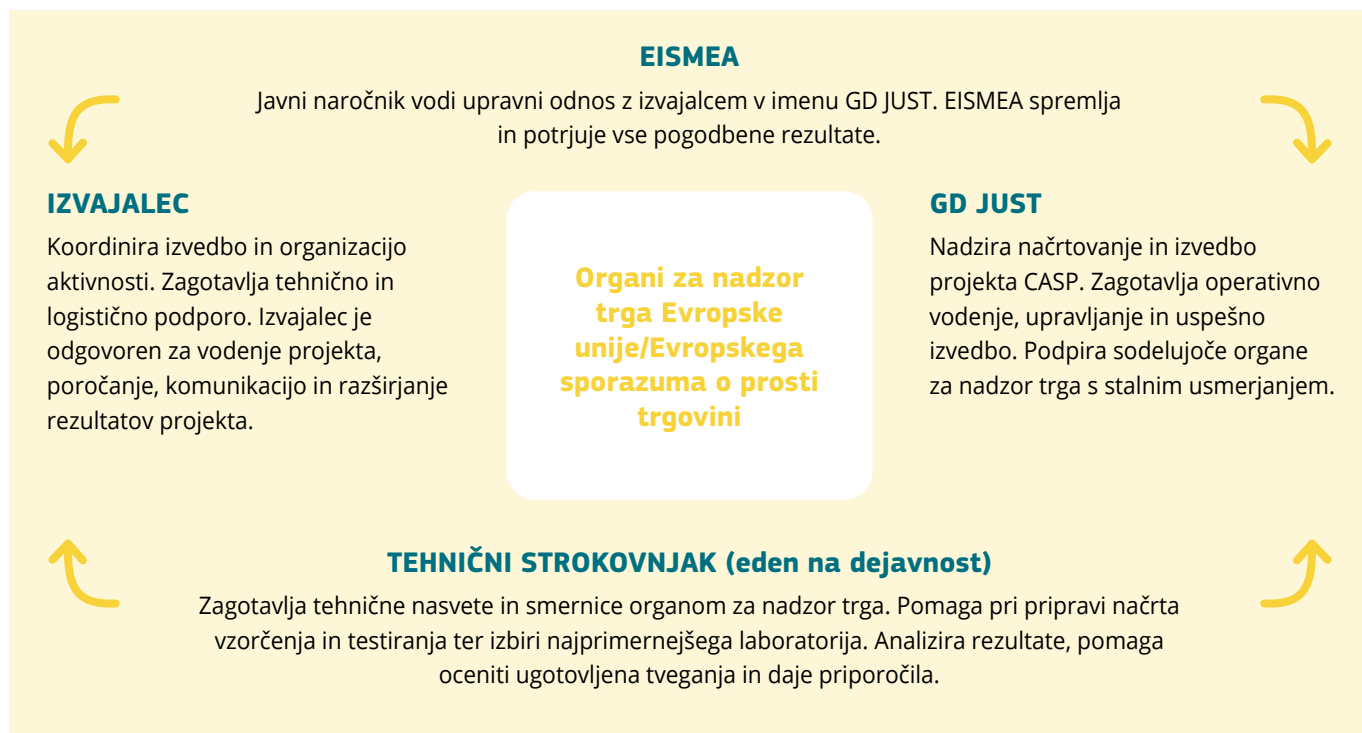 EISMEA
Javni naročnik vodi upravni odnos z izvajalcem v imenu GD JUST. EISMEA spremlja
in potrjuje vse pogodbene rezultate.
IZVAJALEC
Koordinira izvedbo in organizacijo
aktivnosti. Zagotavlja tehnično in
logistično podporo. Izvajalec je
odgovoren za vodenje projekta,
poročanje, komunikacijo in razširjanje
rezultatov projekta.
Organi za nadzor
trga Evropske
unije/Evropskega
sporazuma o prosti
trgovini
GD JUST
Nadzira načrtovanje in izvedbo
projekta CASP. Zagotavlja operativno
vodenje, upravljanje in uspešno
izvedbo. Podpira sodelujoče organe
za nadzor trga s stalnim usmerjanjem.
TEHNIČNI STROKOVNJAK (eden na dejavnost)
Zagotavlja tehnične nasvete in smernice organom za nadzor trga. Pomaga pri pripravi načrta
vzorčenja in testiranja ter izbiri najprimernejšega laboratorija. Analizira rezultate, pomaga
oceniti ugotovljena tveganja in daje priporočila.